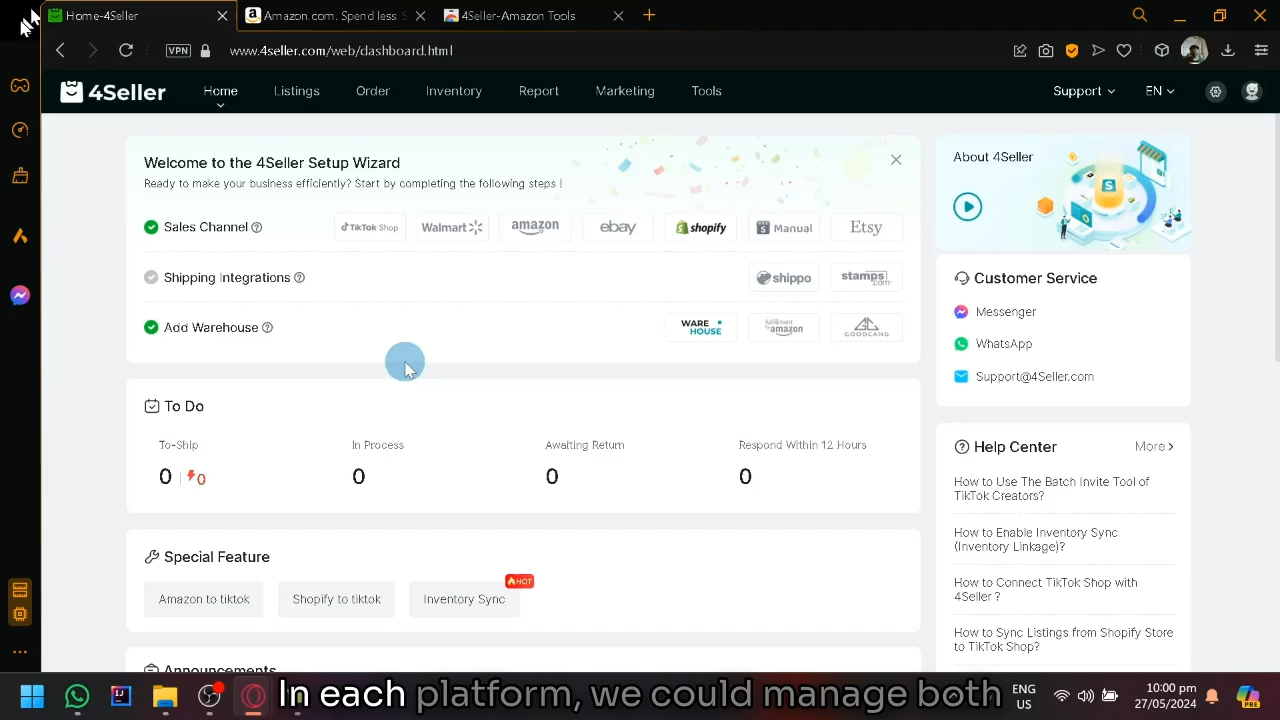 Home-4Seller
Amazon.com. Spend less. S
4Seller-Amazon Tools
VPN
www.4seller.com/web/dashboard.html
4Seller
Home
Listings
Order
Inventory
Report
Marketing
Tools
Support
EN
Welcome to the 4Seller Setup Wizard
Ready to make your business efficiently? Start by completing the following steps !
Sales Channel
TikTok Shop
Walmart
amazon
ebay
shopify
Manual
Etsy
Shipping Integrations
shippo
stamps.com
Add Warehouse
WARE HOUSE
fulfillment by amazon
GOODCANG
To Do
To-Ship
In Process
Awaiting Return
Respond Within 12 Hours
0 | 0
0
0
0
Special Feature
Amazon to tiktok
Shopify to tiktok
Inventory Sync
HOT
Announcements
About 4Seller
S
Customer Service
Messenger
WhatsApp
Support@4Seller.com
Help Center
More >
How to Use The Batch Invite Tool of
TikTok Creators?
How to Enable Inventory Sync
(Inventory Linkage)?
How to Connect TikTok Shop with
4Seller ?
How to Sync Listings from Shopify Store
to TikTok Shop?
In each platform, we could manage both
ENG
US
10:00 pm
27/05/2024
PRE